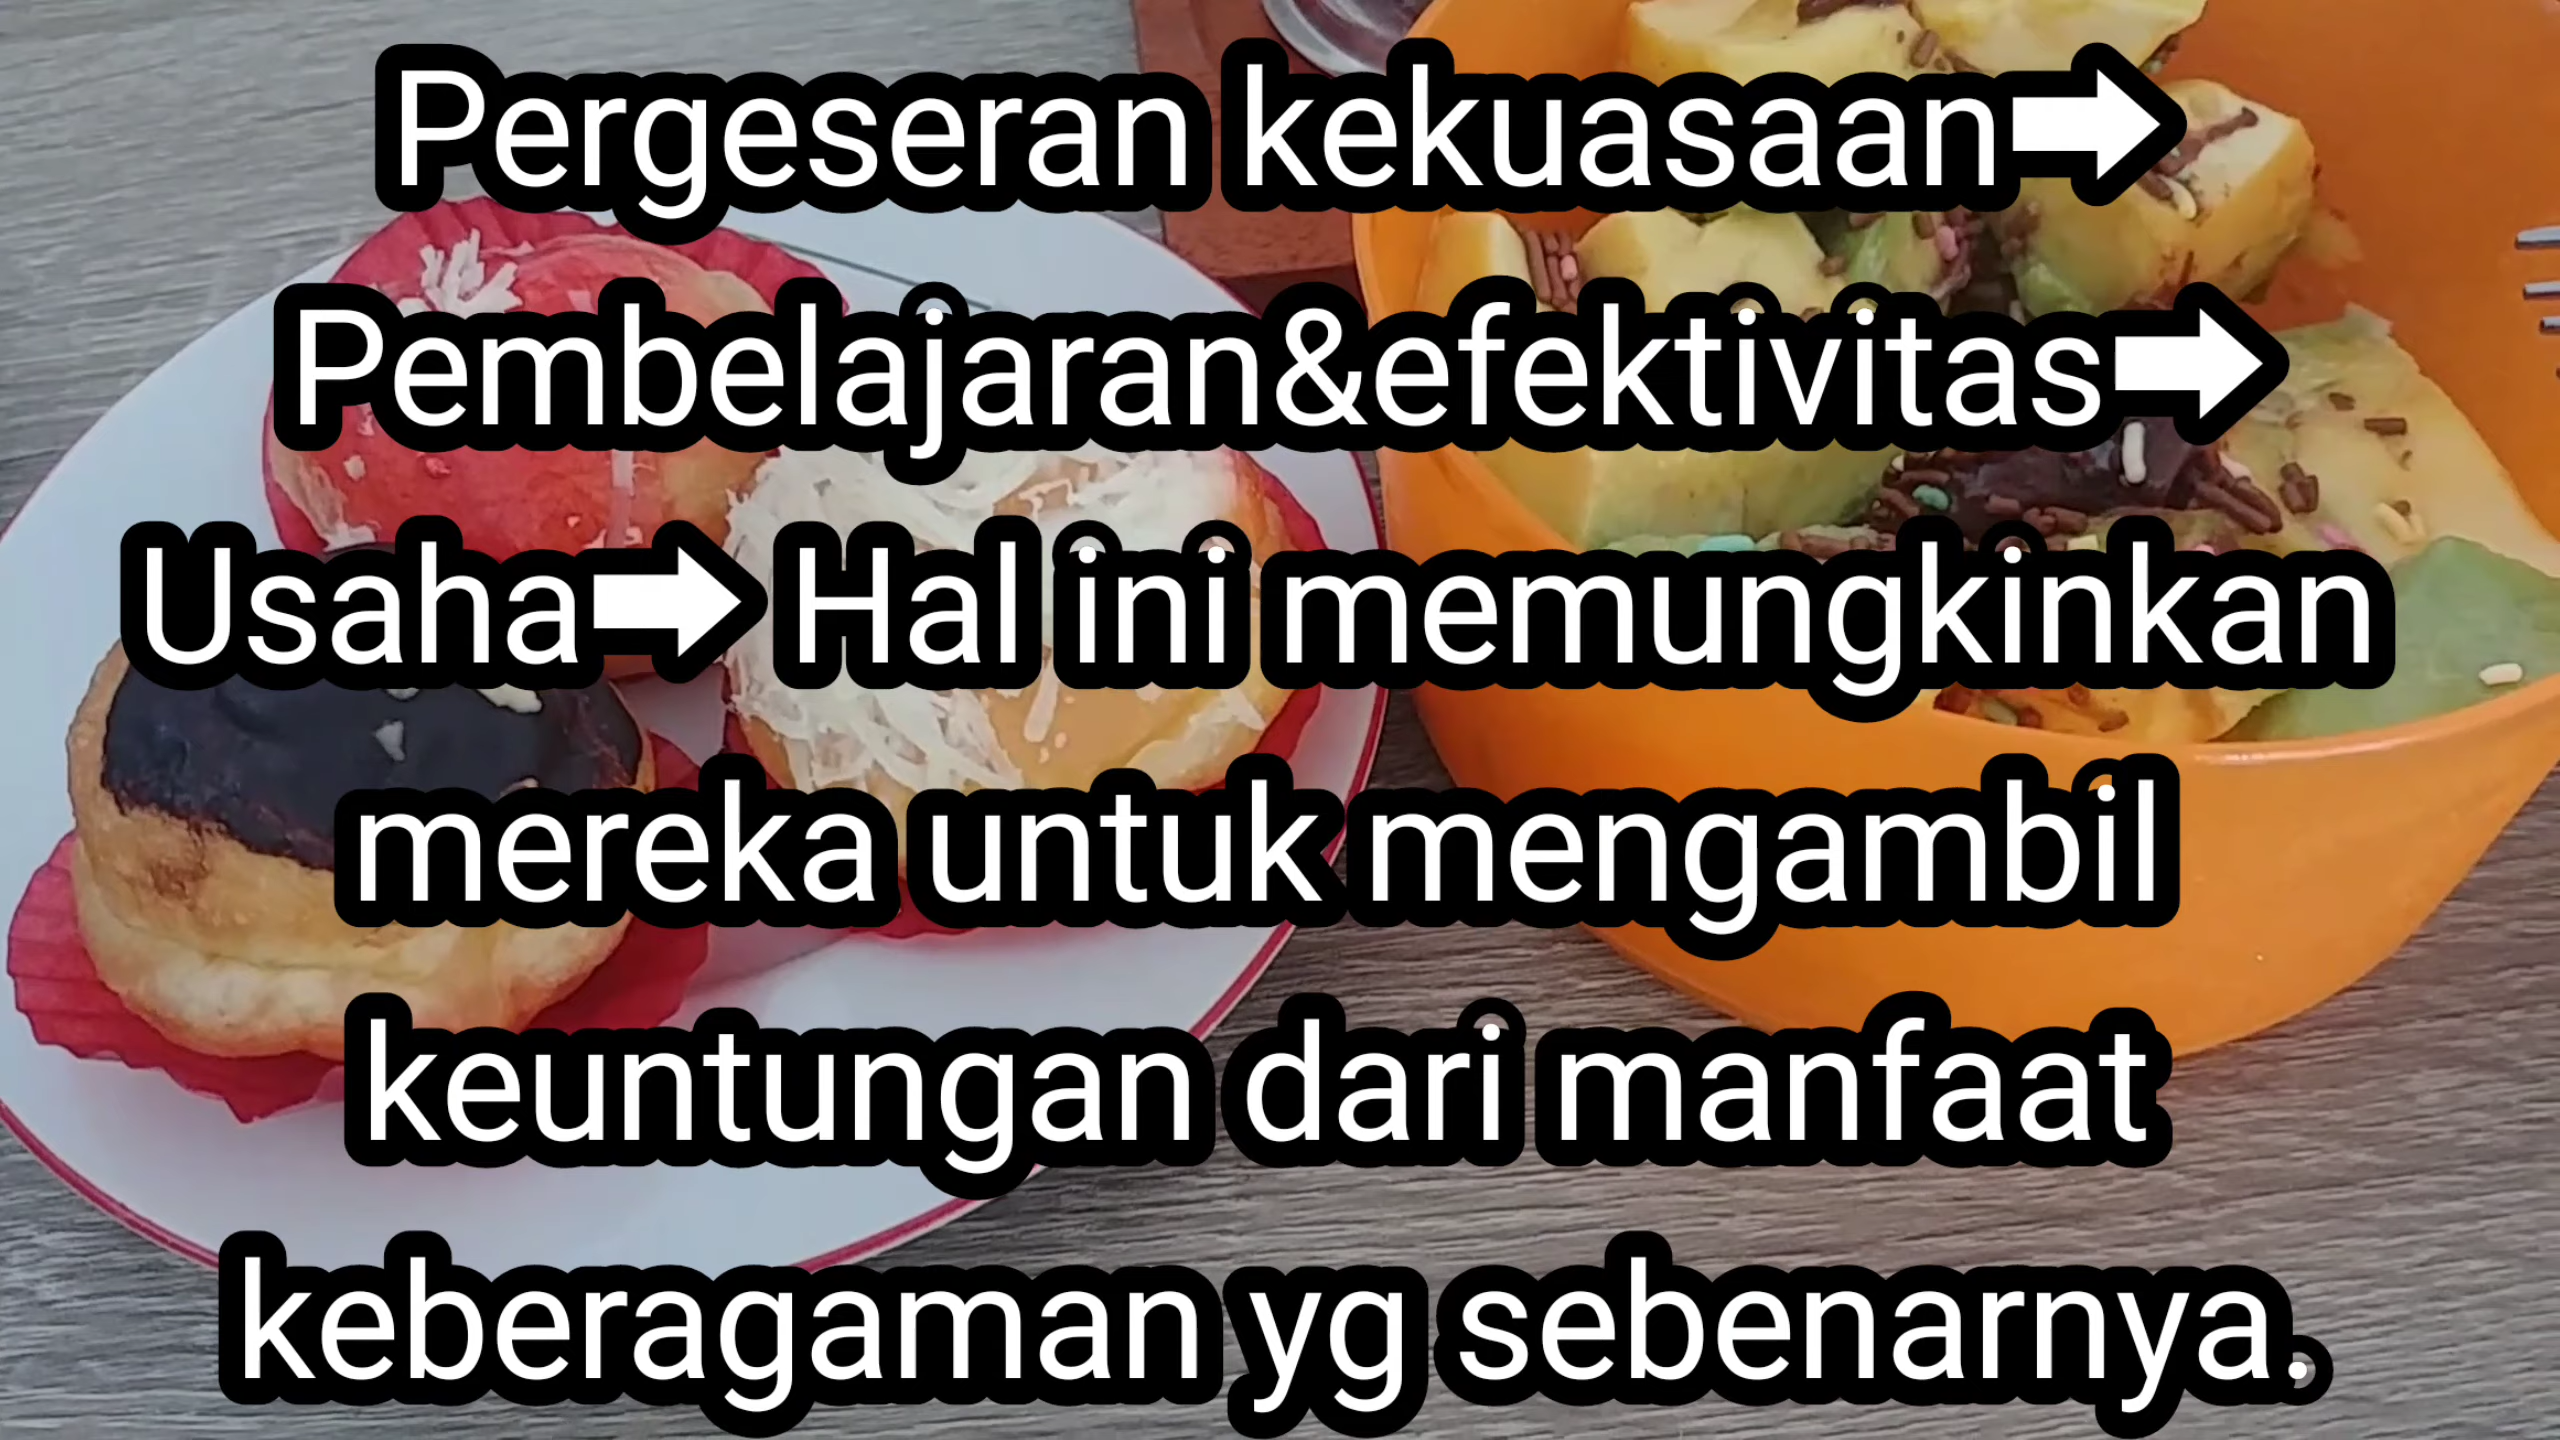 Pergeseran kekuasaan➡
Pembelajaran&efektivitas➡
Usaha➡ Hal ini memungkinkan
mereka untuk mengambil
keuntungan dari manfaat
keberagaman yg sebenarnya.